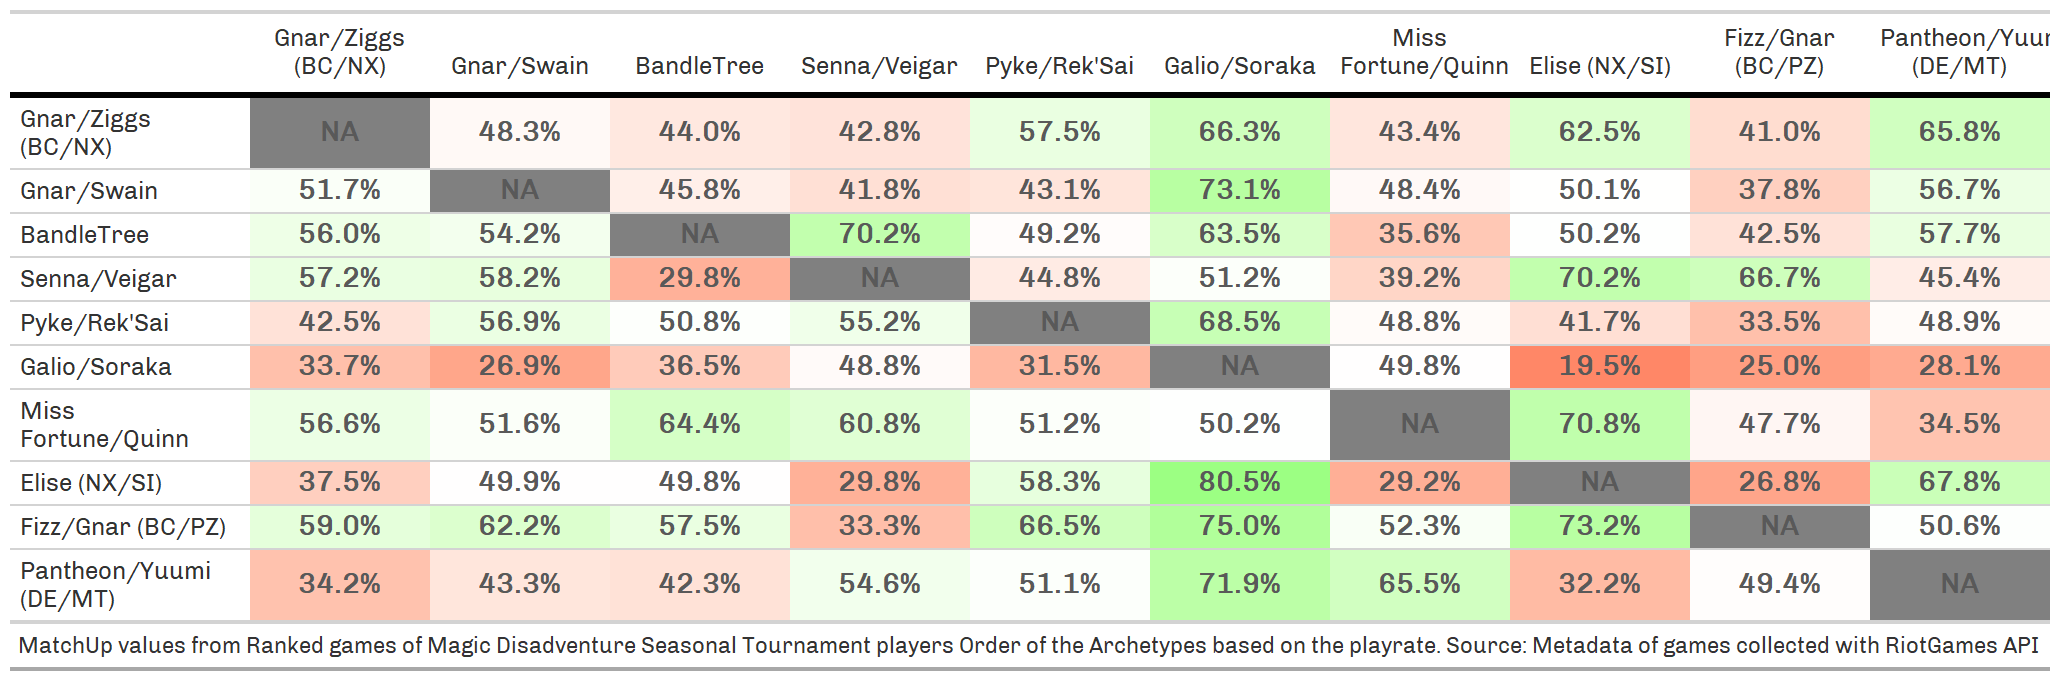 Gnar/Ziggs (BC/NX) Gnar/Swain BandleTree Senna/Veigar Pyke/Rek'Sai Galio/Soraka Miss Fortune/Quinn Elise (NX/SI) Fizz/Gnar (BC/PZ) Pantheon/Yuur (DE/MT)
Gnar/Ziggs (BC/NX) NA 48.3% 44.0% 42.8% 57.5% 66.3% 43.4% 62.5% 41.0% 65.8%
Gnar/Swain 51.7% NA 45.8% 41.8% 43.1% 73.1% 48.4% 50.1% 37.8% 56.7%
BandleTree 56.0% 54.2% NA 70.2% 49.2% 63.5% 35.6% 50.2% 42.5% 57.7%
Senna/Veigar 57.2% 58.2% 29.8% NA 44.8% 51.2% 39.2% 70.2% 66.7% 45.4%
Pyke/Rek'Sai 42.5% 56.9% 50.8% 55.2% NA 68.5% 48.8% 41.7% 33.5% 48.9%
Galio/Soraka 33.7% 26.9% 36.5% 48.8% 31.5% NA 49.8% 19.5% 25.0% 28.1%
Miss Fortune/Quinn 56.6% 51.6% 64.4% 60.8% 51.2% 50.2% NA 70.8% 47.7% 34.5%
Elise (NX/SI) 37.5% 49.9% 49.8% 29.8% 58.3% 80.5% 29.2% NA 26.8% 67.8%
Fizz/Gnar (BC/PZ) 59.0% 62.2% 57.5% 33.3% 66.5% 75.0% 52.3% 73.2% NA 50.6%
Pantheon/Yuumi (DE/MT) 34.2% 43.3% 42.3% 54.6% 51.1% 71.9% 65.5% 32.2% 49.4% NA
MatchUp values from Ranked games of Magic Disadventure Seasonal Tournament players Order of the Archetypes based on the playrate. Source: Metadata of games collected with RiotGames API